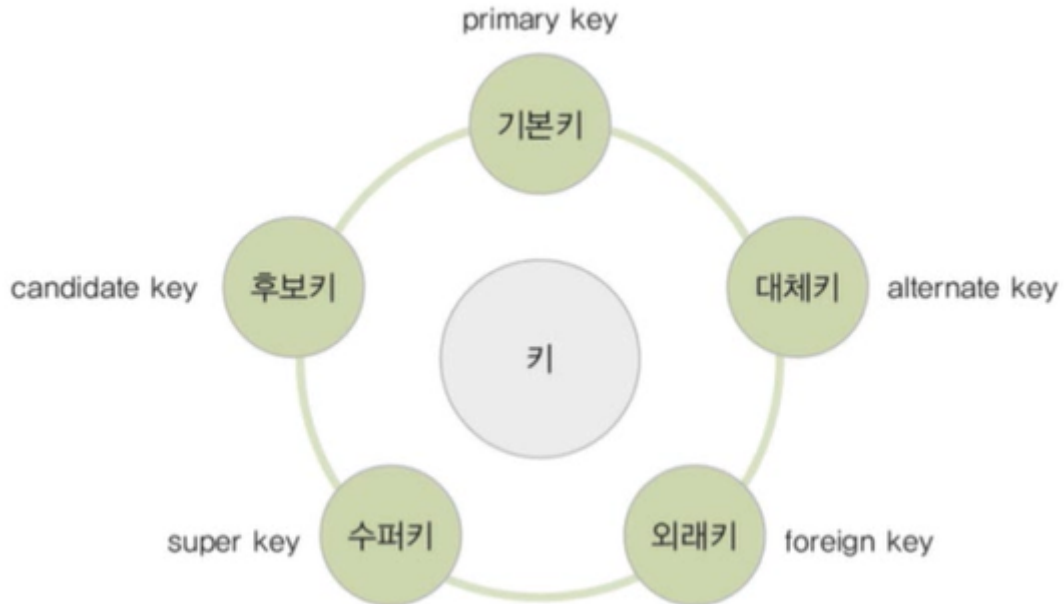 primary key
기본키
candidate key
후보키
대체키
alternate key
키
super key
수퍼키
외래키
foreign key